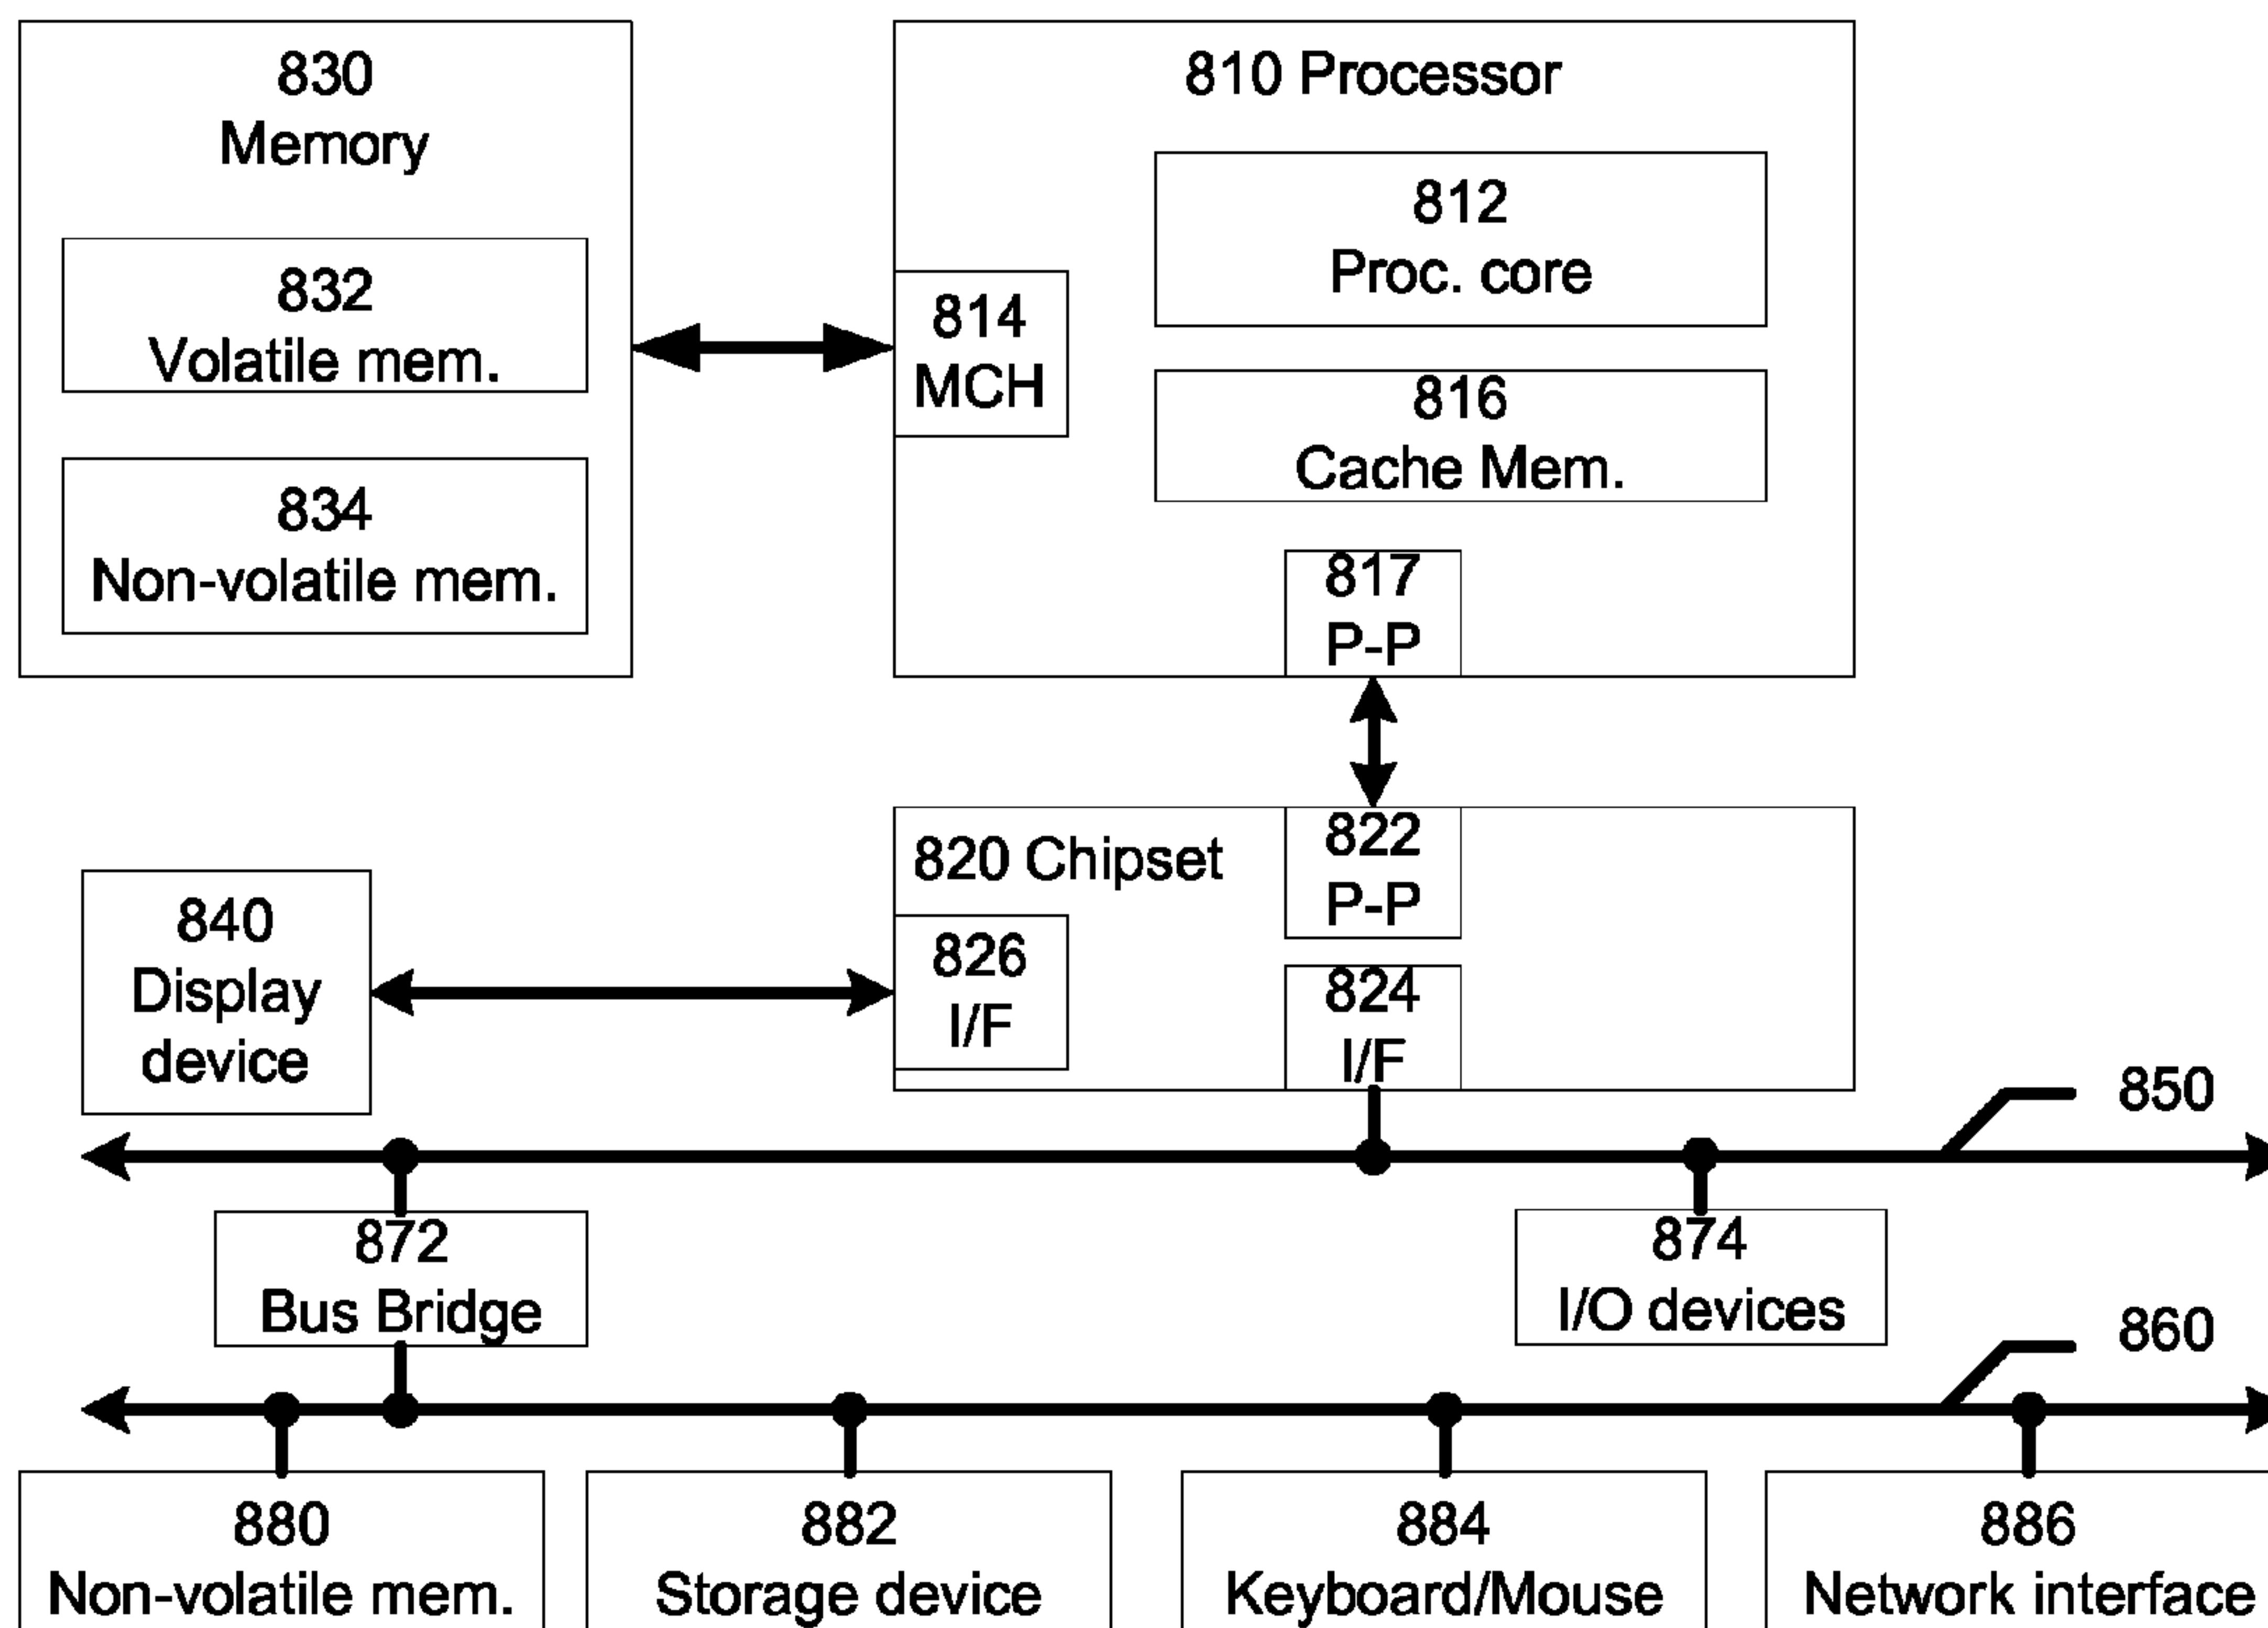 830
Memory
832
Volatile mem.
834
Non-volatile mem.
810 Processor
812
Proc. core
814
MCH
816
Cache Mem.
817
P-P
820 Chipset
822
P-P
826
I/F
824
I/F
840
Display
device
850
872
Bus Bridge
874
I/O devices
860
880
Non-volatile mem.
882
Storage device
884
Keyboard/Mouse
886
Network interface